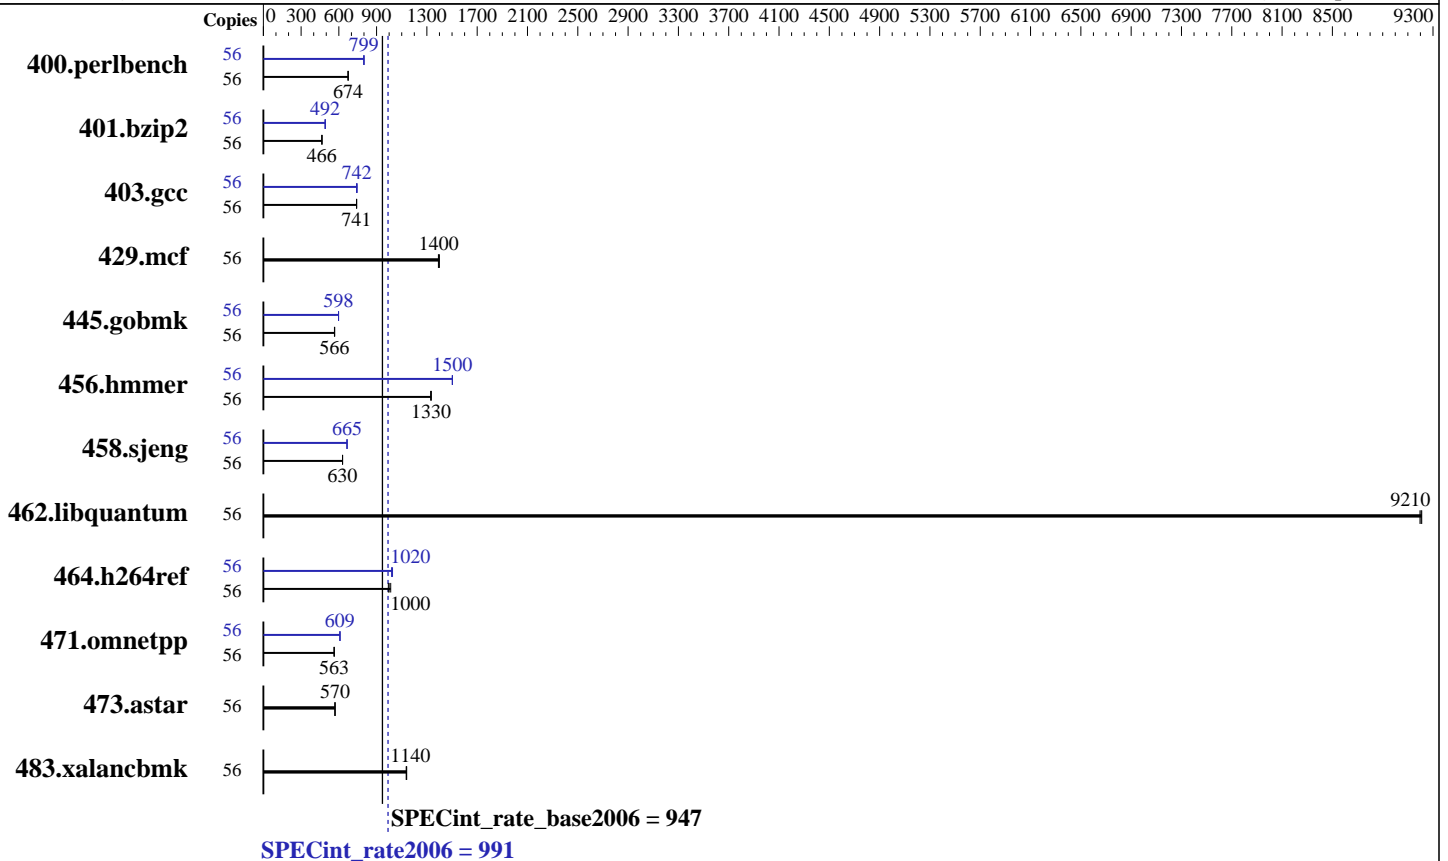 Copies 0 300 600 900 1300 1700 2100 2500 2900 3300 3700 4100 4500 4900 5300 5700 6100 6500 6900 7300 7700 8100 8500 9300
400.perlbench 56 799
56 674
401.bzip2 56 492
56 466
403.gcc 56 742
56 741
429.mcf 56 1400
445.gobmk 56 598
56 566
456.hmmer 56 1500
56 1330
458.sjeng 56 665
56 630
462.libquantum 56 9210
464.h264ref 56 1020
56 1000
471.omnetpp 56 609
56 563
473.astar 56 570
483.xalancbmk 56 1140
SPECint_rate_base2006 = 947
SPECint_rate2006 = 991